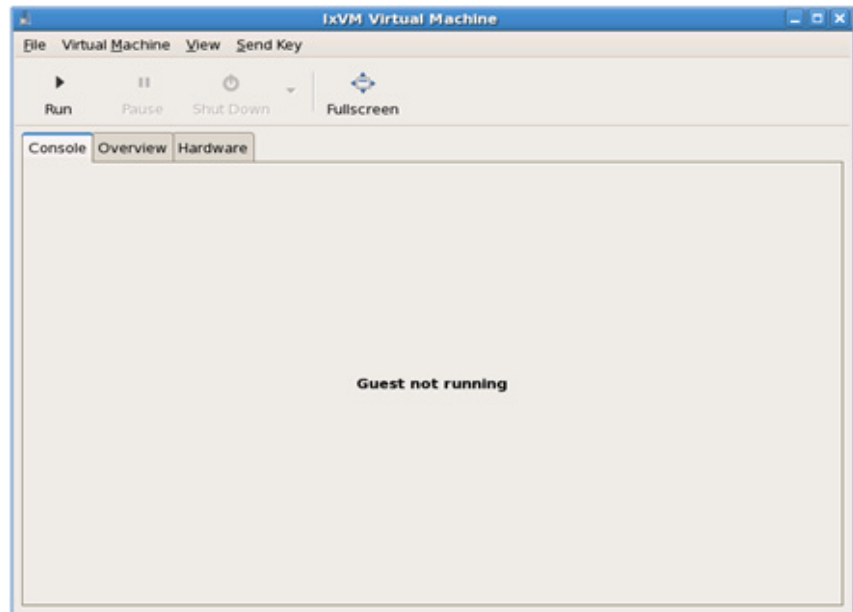 IxVM Virtual Machine
File Virtual Machine View Send Key
Run Pause Shut Down Fullscreen
Console Overview Hardware
Guest not running